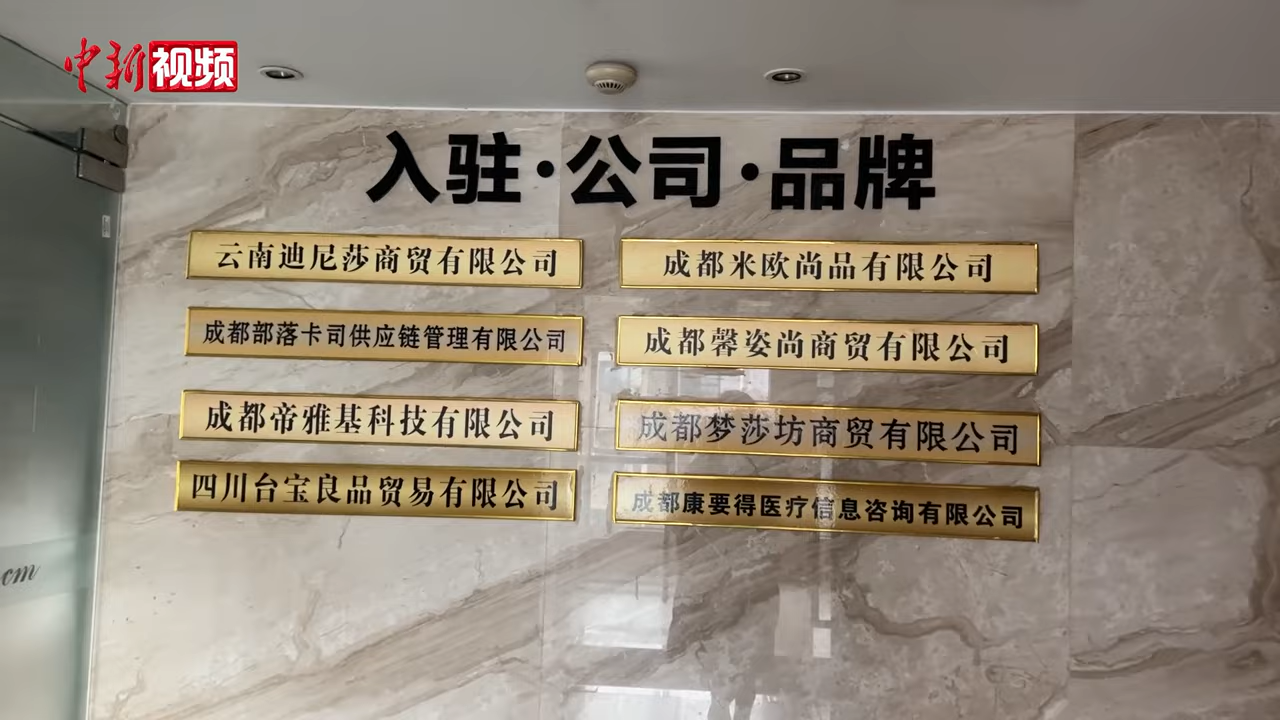 中新视频
入驻·公司·品牌
云南迪尼莎商贸有限公司
成都米欧尚品有限公司
成都部落卡司供应链管理有限公司
成都馨姿尚商贸有限公司
成都帝雅基科技有限公司
成都梦莎坊商贸有限公司
四川台宝良品贸易有限公司
成都康要得医疗信息咨询有限公司
cm